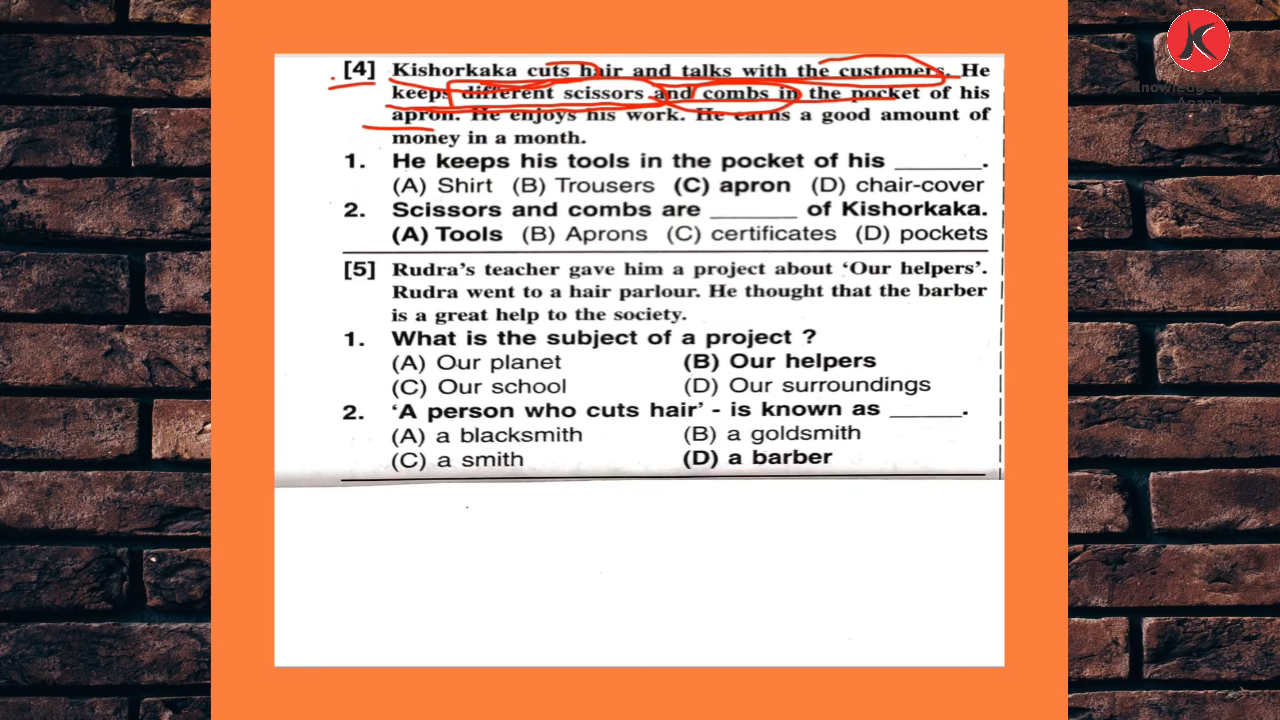 [4] Kishorkaka cuts hair and talks with the customers. He
keeps different scissors and combs in the pocket of his
apron. He enjoys his work. He earns a good amount of
money in a month.
1. He keeps his tools in the pocket of his ______.
(A) Shirt (B) Trousers (C) apron (D) chair-cover
2. Scissors and combs are ______ of Kishorkaka.
(A) Tools (B) Aprons (C) certificates (D) pockets
[5] Rudra's teacher gave him a project about 'Our helpers'.
Rudra went to a hair parlour. He thought that the barber
is a great help to the society.
1. What is the subject of a project ?
(A) Our planet (B) Our helpers
(C) Our school (D) Our surroundings
2. 'A person who cuts hair' - is known as _____.
(A) a blacksmith (B) a goldsmith
(C) a smith (D) a barber
K
Knowledge
Anand